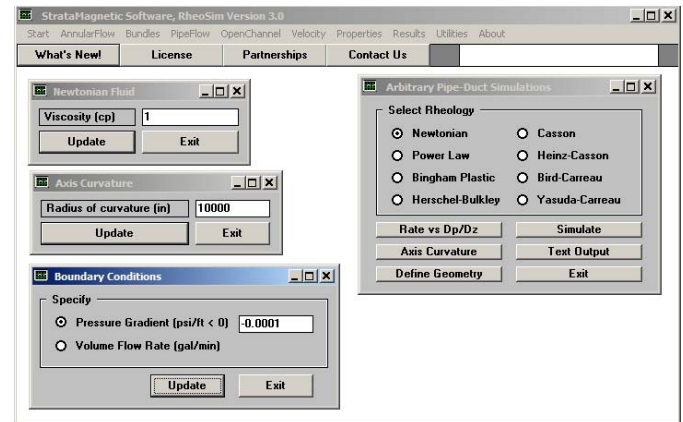 StrataMagnetic Software, RheoSim Version 3.0
Start AnnularFlow Bundles PipeFlow OpenChannel Velocity Properties Results Utilities About
What's New! License Partnerships Contact Us
Newtonian Fluid
Viscosity (cp) 1
Update Exit
Axis Curvature
Radius of curvature (in) 10000
Update Exit
Boundary Conditions
Specify
Pressure Gradient (psi/ft < 0) -0.0001
Volume Flow Rate (gal/min)
Update Exit
Arbitrary Pipe-Duct Simulations
Select Rheology
Newtonian Casson
Power Law Heinz-Casson
Bingham Plastic Bird-Carreau
Herschel-Bulkley Yasuda-Carreau
Rate vs Dp/Dz Simulate
Axis Curvature Text Output
Define Geometry Exit